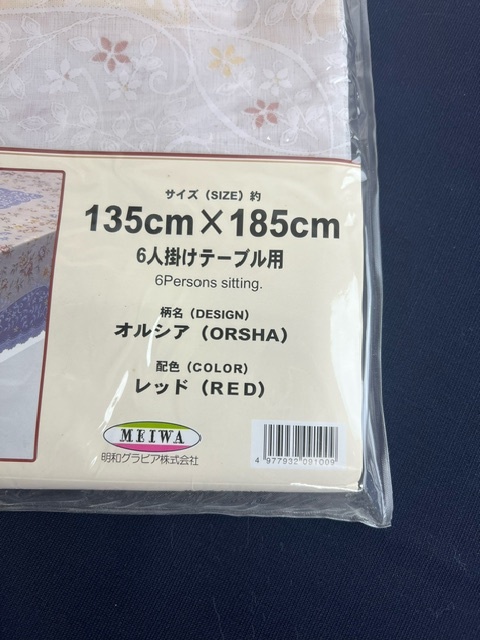 サイズ（SIZE）約
135cm×185cm
6人掛けテーブル用
6Persons sitting.
柄名（DESIGN）
オルシア（ORSHA）
配色（COLOR）
レッド（RED）
MEIWA
明和グラビア株式会社
4 977932 091009